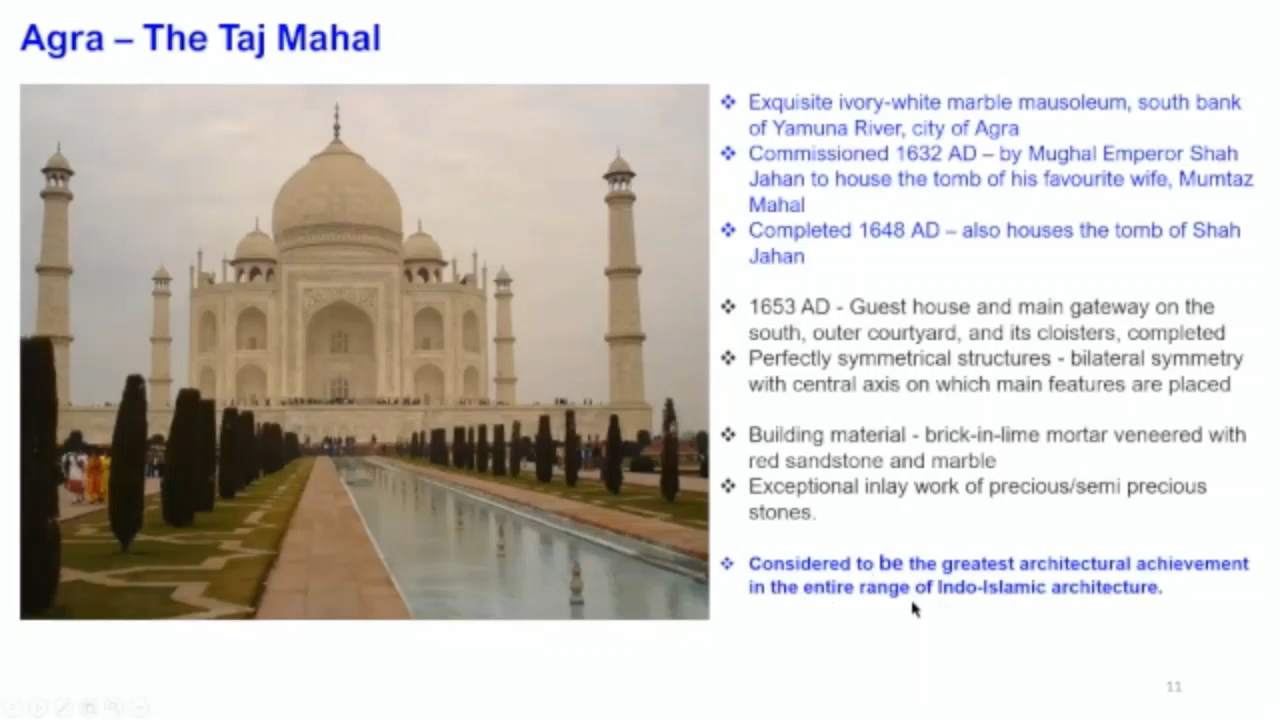 Agra – The Taj Mahal
❖ Exquisite ivory-white marble mausoleum, south bank
of Yamuna River, city of Agra
❖ Commissioned 1632 AD – by Mughal Emperor Shah
Jahan to house the tomb of his favourite wife, Mumtaz
Mahal
❖ Completed 1648 AD – also houses the tomb of Shah
Jahan
❖ 1653 AD - Guest house and main gateway on the
south, outer courtyard, and its cloisters, completed
❖ Perfectly symmetrical structures - bilateral symmetry
with central axis on which main features are placed
❖ Building material - brick-in-lime mortar veneered with
red sandstone and marble
❖ Exceptional inlay work of precious/semi precious
stones.
❖ Considered to be the greatest architectural achievement
in the entire range of Indo-Islamic architecture.
11